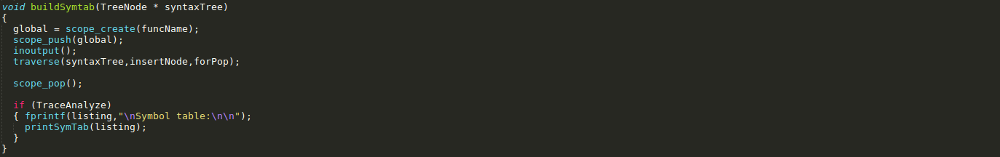 void buildSymtab(TreeNode * syntaxTree)
{
  global = scope_create(funcName);
  scope_push(global);
  inoutput();
  traverse(syntaxTree,insertNode,forPop);

  scope_pop();

  if (TraceAnalyze)
  { fprintf(listing,"\nSymbol table:\n\n");
    printSymTab(listing);
  }
}